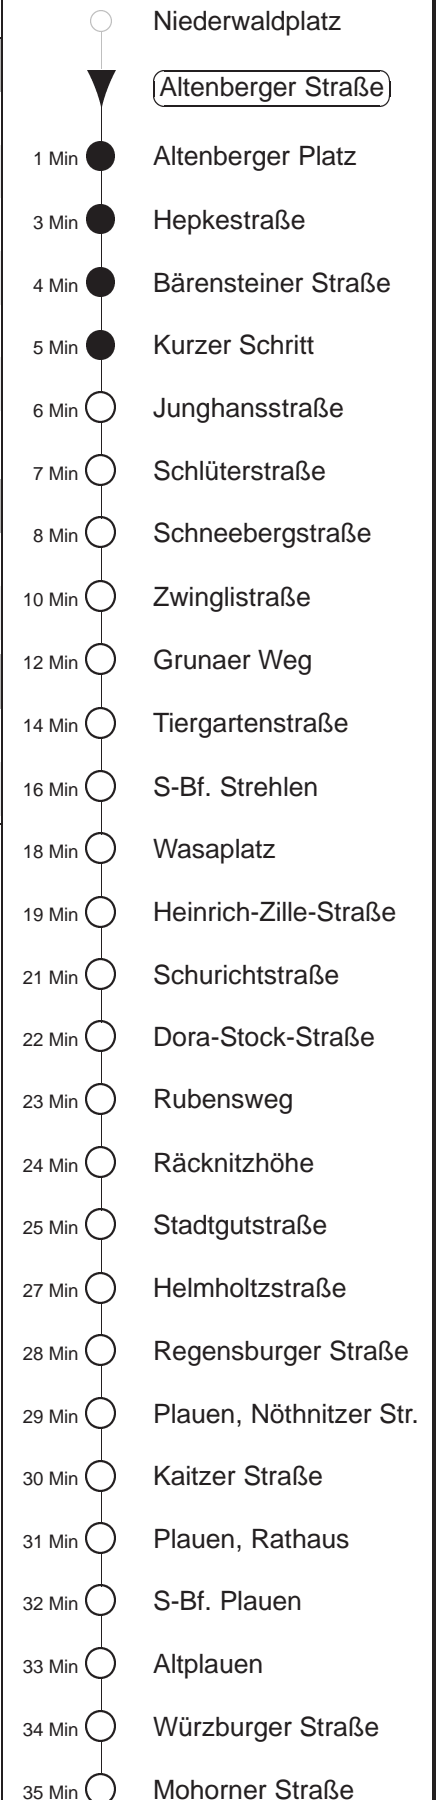 Niederwaldplatz
Altenberger Straße
1 Min Altenberger Platz
3 Min Hepkestraße
4 Min Bärensteiner Straße
5 Min Kurzer Schritt
6 Min Junghansstraße
7 Min Schlüterstraße
8 Min Schneebergstraße
10 Min Zwinglistraße
12 Min Grunaer Weg
14 Min Tiergartenstraße
16 Min S-Bf. Strehlen
18 Min Wasaplatz
19 Min Heinrich-Zille-Straße
21 Min Schurichtstraße
22 Min Dora-Stock-Straße
23 Min Rubensweg
24 Min Räcknitzhöhe
25 Min Stadtgutstraße
27 Min Helmholtzstraße
28 Min Regensburger Straße
29 Min Plauen, Nöthnitzer Str.
30 Min Kaitzer Straße
31 Min Plauen, Rathaus
32 Min S-Bf. Plauen
33 Min Altplauen
34 Min Würzburger Straße
35 Min Mohorner Straße